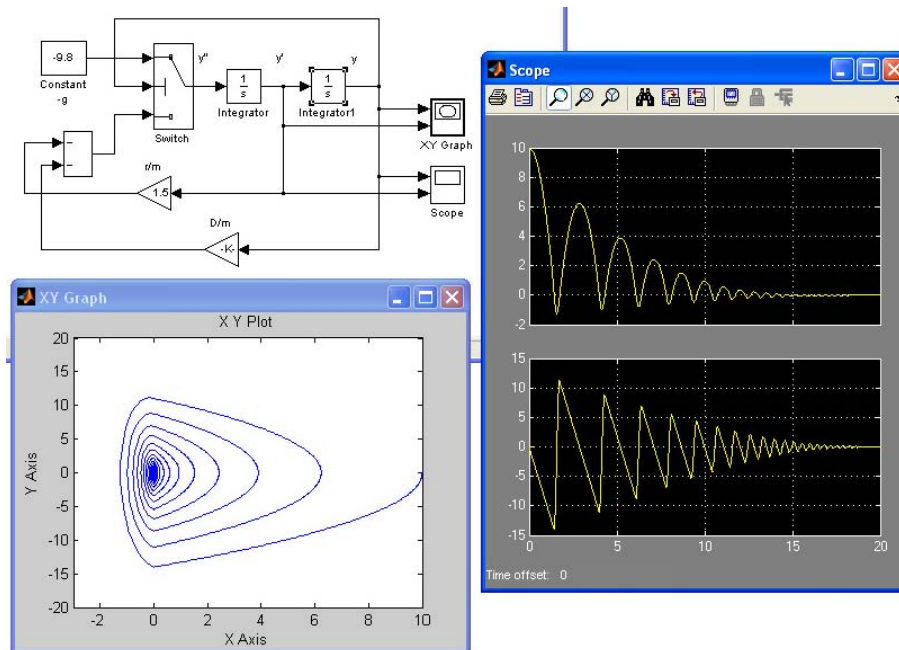 -9.8
Constant
-g
y''
Switch
1
s
Integrator
y'
1
s
Integrator1
y
XY Graph
Scope
r/m
1.5
D/m
-K-
XY Graph
X Y Plot
20
15
10
5
0
-5
-10
-15
-20
Y Axis
-2
0
2
4
6
8
10
X Axis
Scope
10
8
6
4
2
0
-2
15
10
5
0
-5
-10
-15
0
5
10
15
20
Time offset: 0